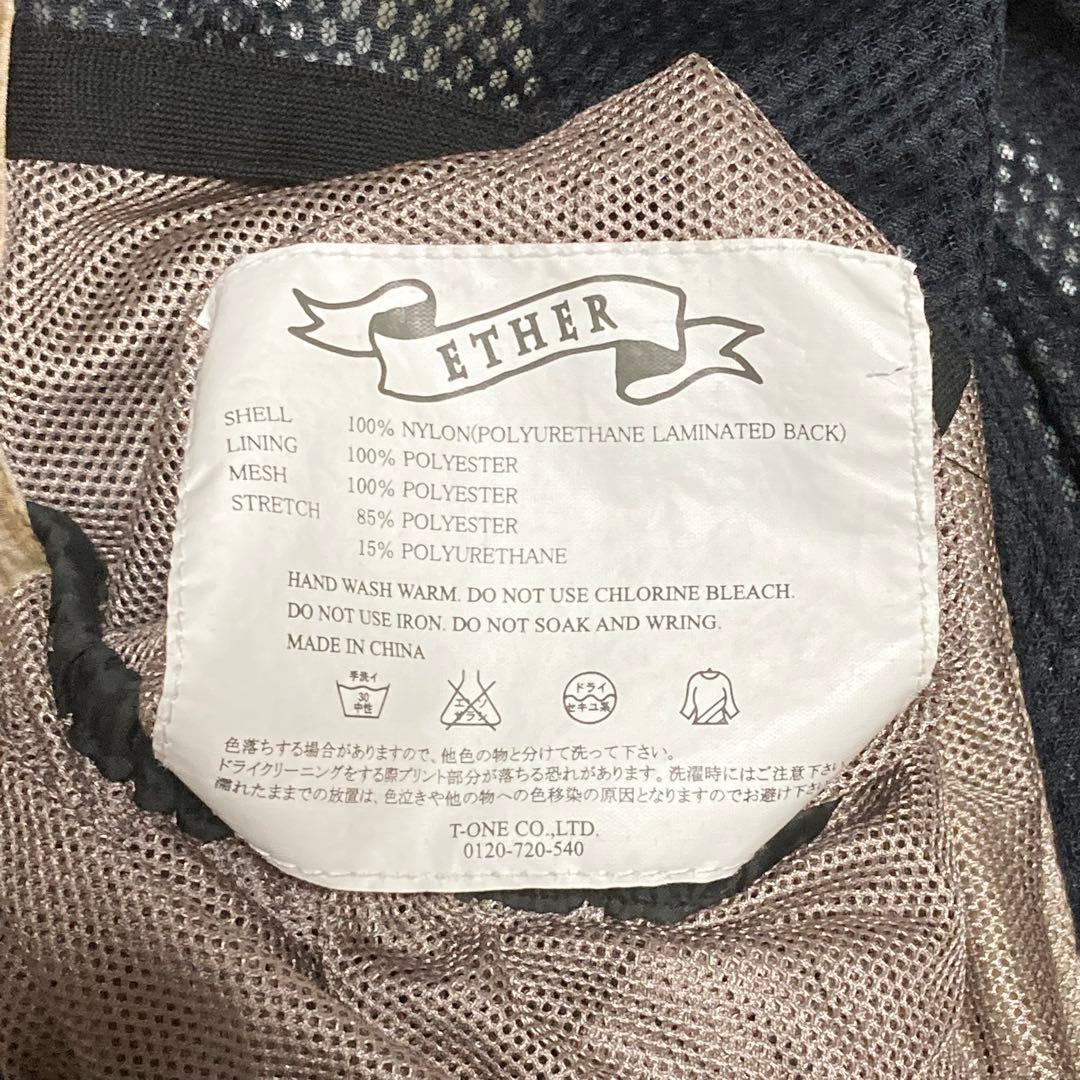 ETHER
SHELL 100% NYLON(POLYURETHANE LAMINATED BACK)
LINING 100% POLYESTER
MESH 100% POLYESTER
STRETCH 85% POLYESTER
15% POLYURETHANE
HAND WASH WARM. DO NOT USE CHLORINE BLEACH.
DO NOT USE IRON. DO NOT SOAK AND WRING.
MADE IN CHINA
手洗イ
30
中性
エンソ
サラシ
ドライ
セキユ系
色落ちする場合がありますので、他色の物と分けて洗って下さい。
ドライクリーニングをする際プリント部分が落ちる恐れがあります。洗濯時にはご注意下さ
濡れたままでの放置は、色泣きや他の物への色移染の原因となりますのでお避け下
T-ONE CO.,LTD.
0120-720-540